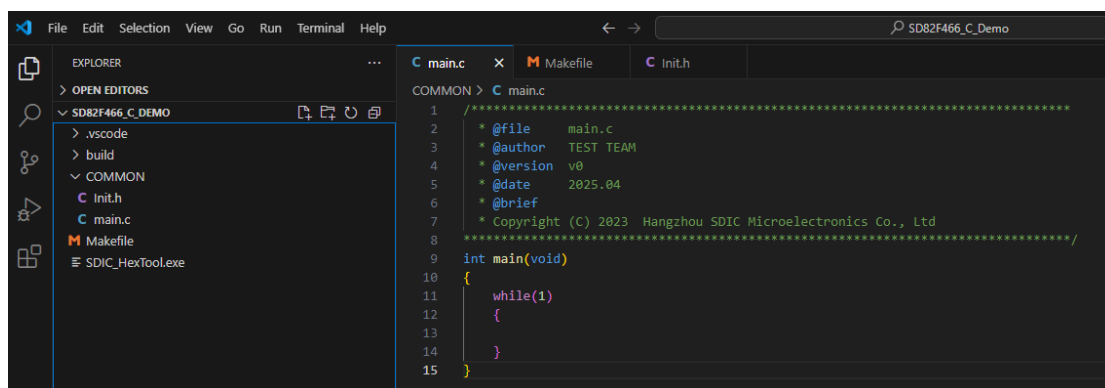 File Edit Selection View Go Run Terminal Help
SD82F466_C_Demo
EXPLORER
OPEN EDITORS
SD82F466_C_DEMO
.vscode
build
COMMON
C Init.h
C main.c
M Makefile
SDIC_HexTool.exe
C main.c M Makefile C Init.h
COMMON > C main.c
1 /********************************************************************************
2 * @file main.c
3 * @author TEST TEAM
4 * @version v0
5 * @date 2025.04
6 * @brief
7 * Copyright (C) 2023 Hangzhou SDIC Microelectronics Co., Ltd
8 *********************************************************************************/
9 int main(void)
10 {
11 while(1)
12 {
13
14 }
15 }